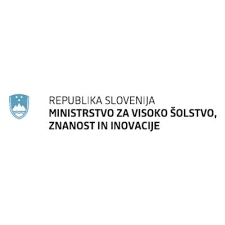 REPUBLIKA SLOVENIJA
MINISTRSTVO ZA VISOKO ŠOLSTVO,
ZNANOST IN INOVACIJE